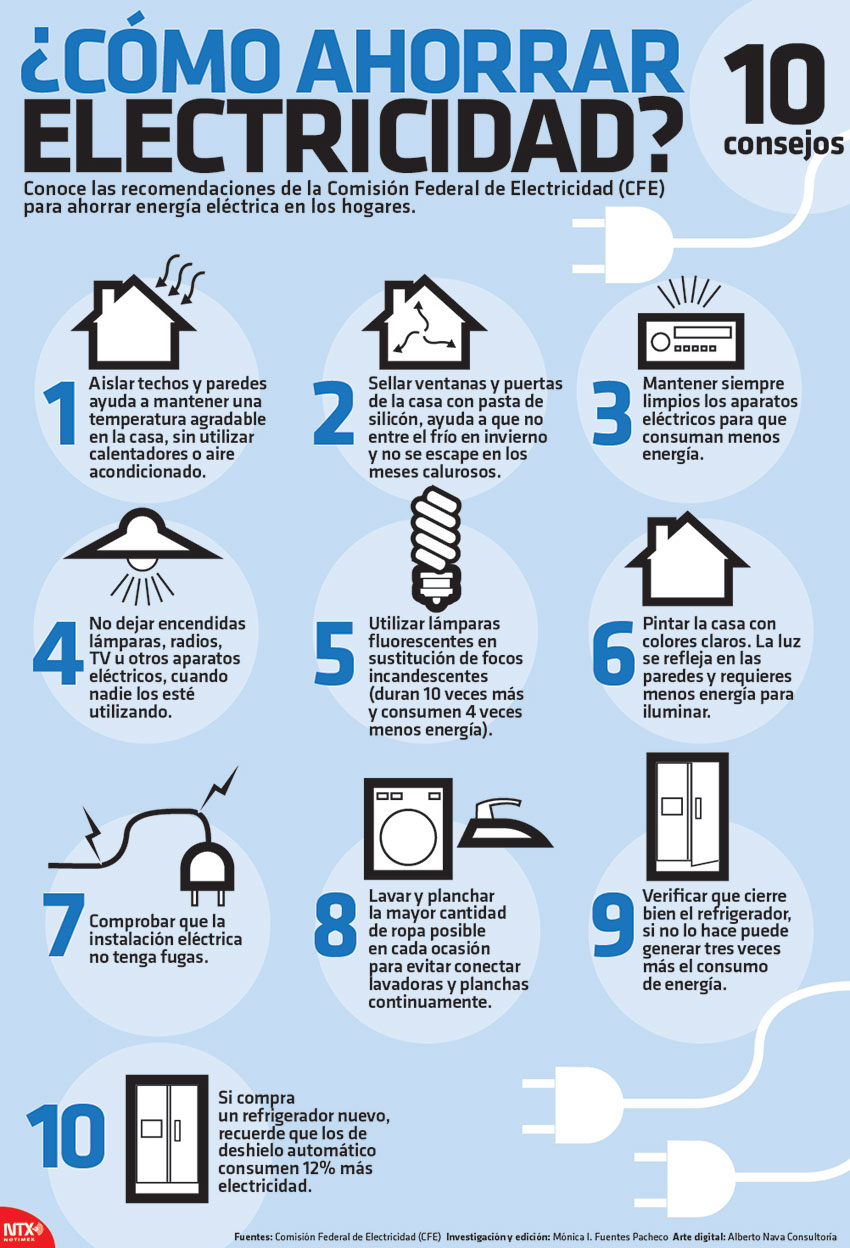 ¿CÓMO AHORRAR
ELECTRICIDAD?
10
consejos
Conoce las recomendaciones de la Comisión Federal de Electricidad (CFE)
para ahorrar energía eléctrica en los hogares.
1
Aislar techos y paredes
ayuda a mantener una
temperatura agradable
en la casa, sin utilizar
calentadores o aire
acondicionado.
2
Sellar ventanas y puertas
de la casa con pasta de
silicón, ayuda a que no
entre el frío en invierno
y no se escape en los
meses calurosos.
3
Mantener siempre
limpios los aparatos
eléctricos para que
consuman menos
energía.
4
No dejar encendidas
lámparas, radios,
TV u otros aparatos
eléctricos, cuando
nadie los esté
utilizando.
5
Utilizar lámparas
fluorescentes en
sustitución de focos
incandescentes
(duran 10 veces más
y consumen 4 veces
menos energía).
6
Pintar la casa con
colores claros. La luz
se refleja en las
paredes y requieres
menos energía para
iluminar.
7
Comprobar que la
instalación eléctrica
no tenga fugas.
8
Lavar y planchar
la mayor cantidad
de ropa posible
en cada ocasión
para evitar conectar
lavadoras y planchas
continuamente.
9
Verificar que cierre
bien el refrigerador,
si no lo hace puede
generar tres veces
más el consumo
de energía.
10
Si compra
un refrigerador nuevo,
recuerde que los de
deshielo automático
consumen 12% más
electricidad.
NTX
NOTIMEX
Fuentes: Comisión Federal de Electricidad (CFE) Investigación y edición: Mónica I. Fuentes Pacheco Arte digital: Alberto Nava Consultoría